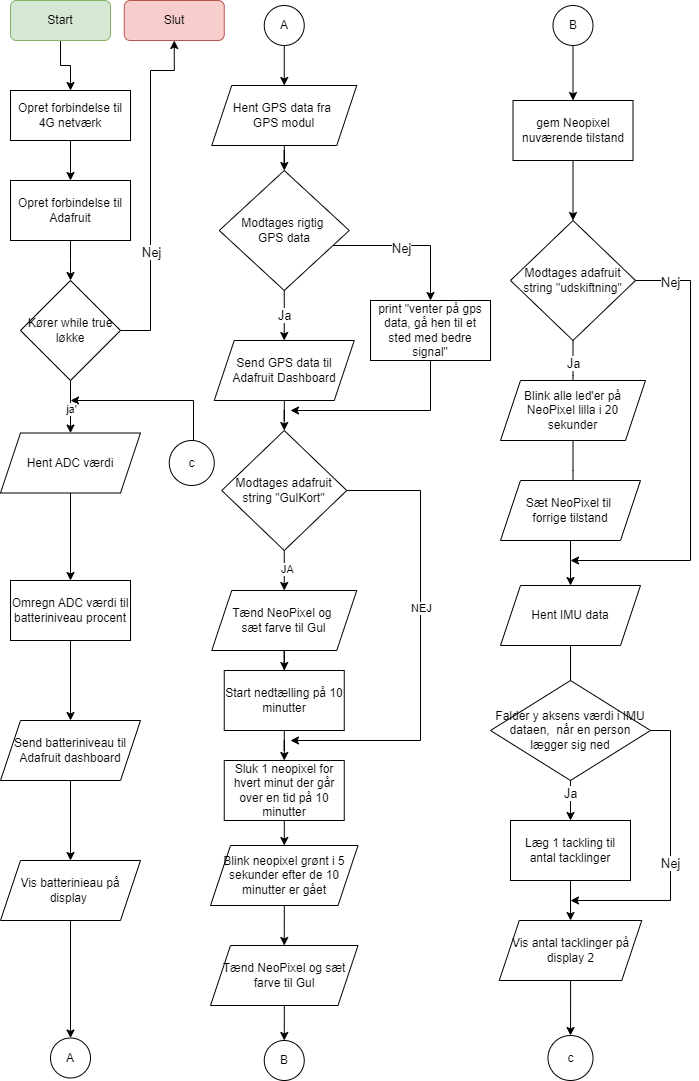 Start
Slut
Opret forbindelse til
4G netværk
Opret forbindelse til
Adafruit
Nej
Kører while true
løkke
ja'
c
Hent ADC værdi
Omregn ADC værdi til
batteriniveau procent
Send batteriniveau til
Adafruit dashboard
Vis batterinieau på
display
A
A
Hent GPS data fra
GPS modul
Modtages rigtig
GPS data
Nej
Ja
print "venter på gps
data, gå hen til et
sted med bedre
signal"
Send GPS data til
Adafruit Dashboard
Modtages adafruit
string "GulKort"
JA
NEJ
Tænd NeoPixel og
sæt farve til Gul
Start nedtælling på 10
minutter
Sluk 1 neopixel for
hvert minut der går
over en tid på 10
minutter
Blink neopixel grønt i 5
sekunder efter de 10
minutter er gået
Tænd NeoPixel og sæt
farve til Gul
B
B
gem Neopixel
nuværende tilstand
Modtages adafruit
string "udskiftning"
Nej
Ja
Blink alle led'er på
NeoPixel lilla i 20
sekunder
Sæt NeoPixel til
forrige tilstand
Hent IMU data
Falder y aksens værdi i IMU
dataen, når en person
lægger sig ned
Ja
Nej
Læg 1 tackling til
antal tacklinger
Vis antal tacklinger på
display 2
c